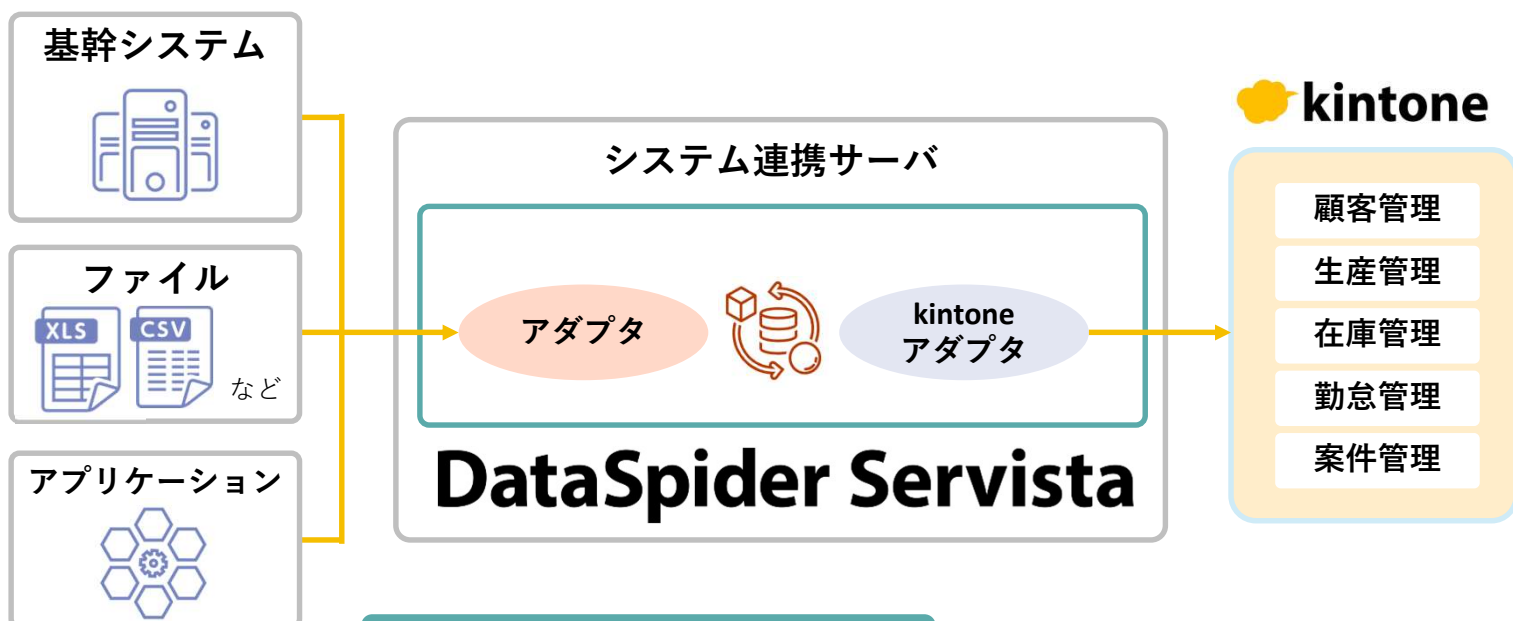 基幹システム
ファイル
XLS
CSV
など
アプリケーション
システム連携サーバ
アダプタ
kintone
アダプタ
DataSpider Servista
kintone
顧客管理
生産管理
在庫管理
勤怠管理
案件管理